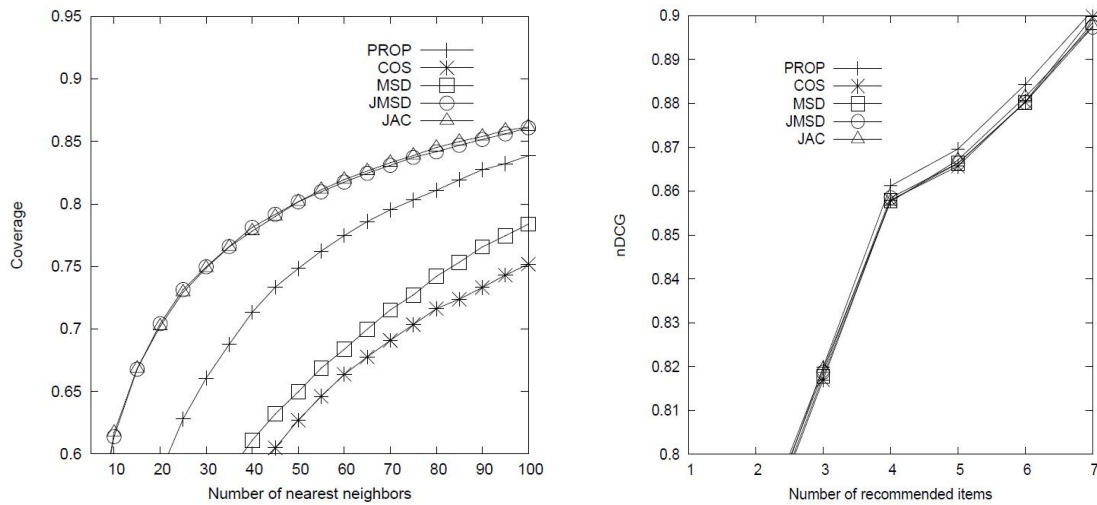 0.95
0.9
0.85
0.8
0.75
0.7
0.65
0.6
Coverage
PROP
COS
MSD
JMSD
JAC
10 20 30 40 50 60 70 80 90 100
Number of nearest neighbors
0.9
0.89
0.88
0.87
0.86
0.85
0.84
0.83
0.82
0.81
0.8
nDCG
PROP
COS
MSD
JMSD
JAC
1 2 3 4 5 6 7
Number of recommended items